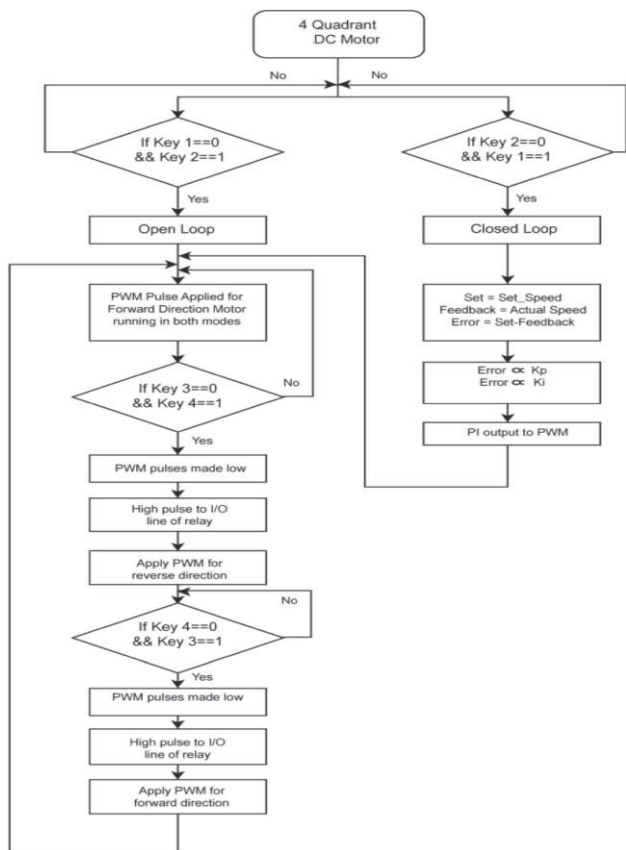 4 Quadrant
DC Motor
No
No
If Key 1==0
&& Key 2==1
Yes
Open Loop
PWM Pulse Applied for
Forward Direction Motor
running in both modes
If Key 3==0
&& Key 4==1
No
Yes
PWM pulses made low
High pulse to I/O
line of relay
Apply PWM for
reverse direction
No
If Key 4==0
&& Key 3==1
Yes
PWM pulses made low
High pulse to I/O
line of relay
Apply PWM for
forward direction
If Key 2==0
&& Key 1==1
Yes
Closed Loop
Set = Set_Speed
Feedback = Actual Speed
Error = Set-Feedback
Error ∝ Kp
Error ∝ Ki
PI output to PWM